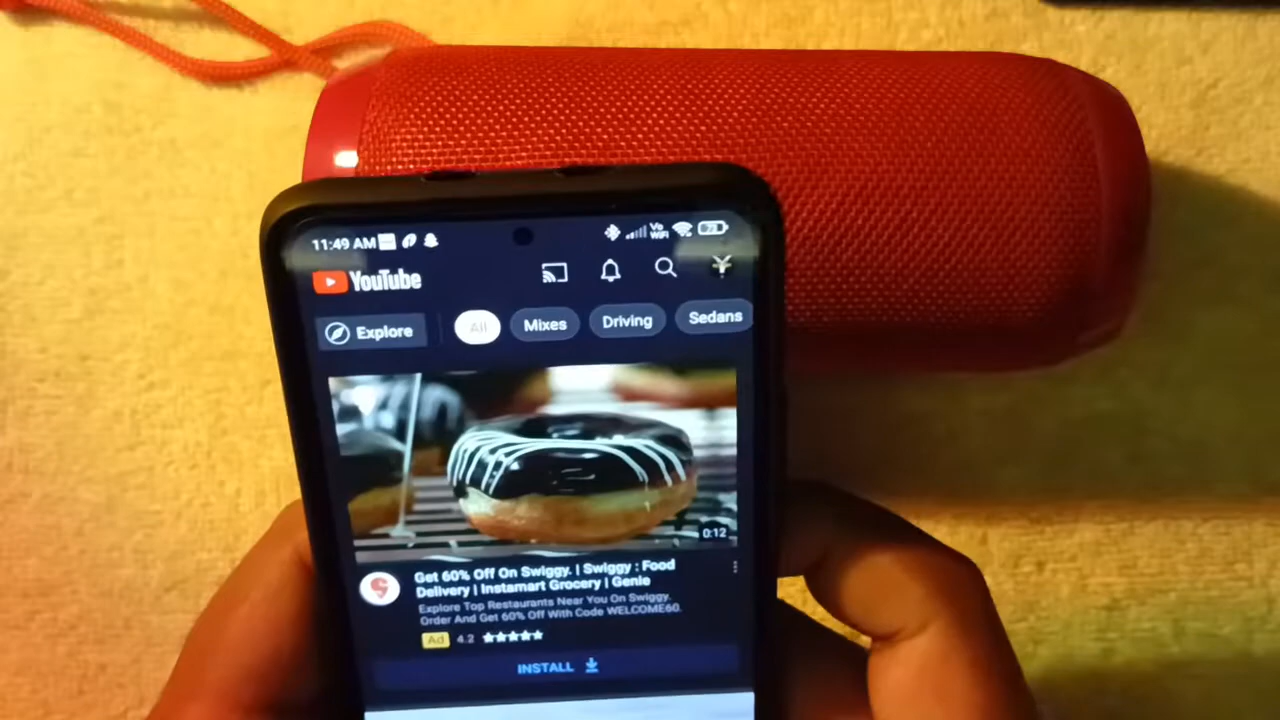 11:49 AM
Vo
WiFi
YouTube
Explore
All
Mixes
Driving
Sedans
0:12
Get 60% Off On Swiggy. | Swiggy : Food
Delivery | Instamart Grocery | Genie
Explore Top Restaurants Near You On Swiggy.
Order And Get 60% Off With Code WELCOME60.
Ad 4.2 ★★★★★
INSTALL